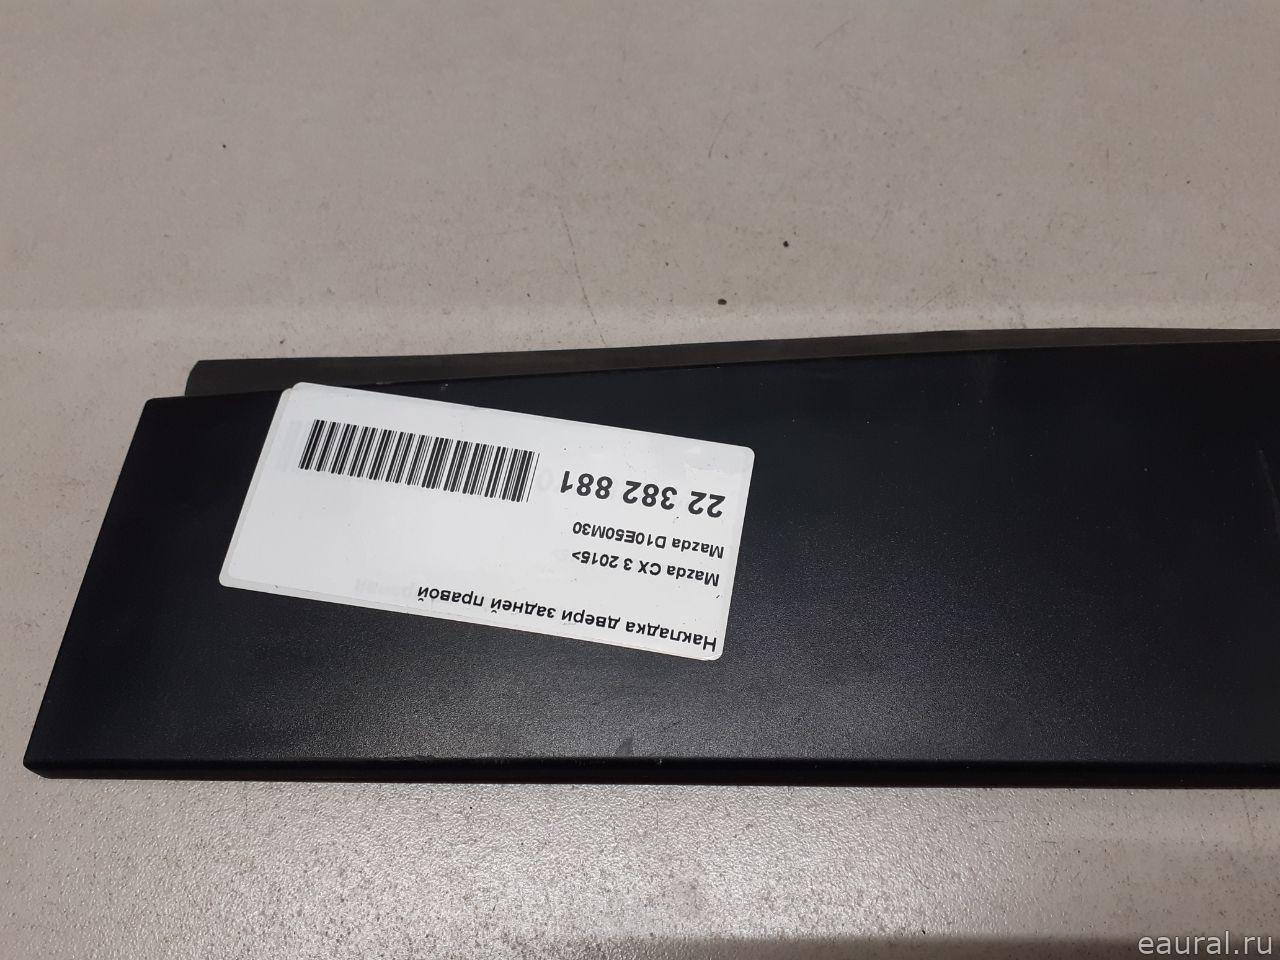 Накладка двери задней правой
Mazda CX 3 2015>
Mazda D10E50M30
22 382 881
eaural.ru